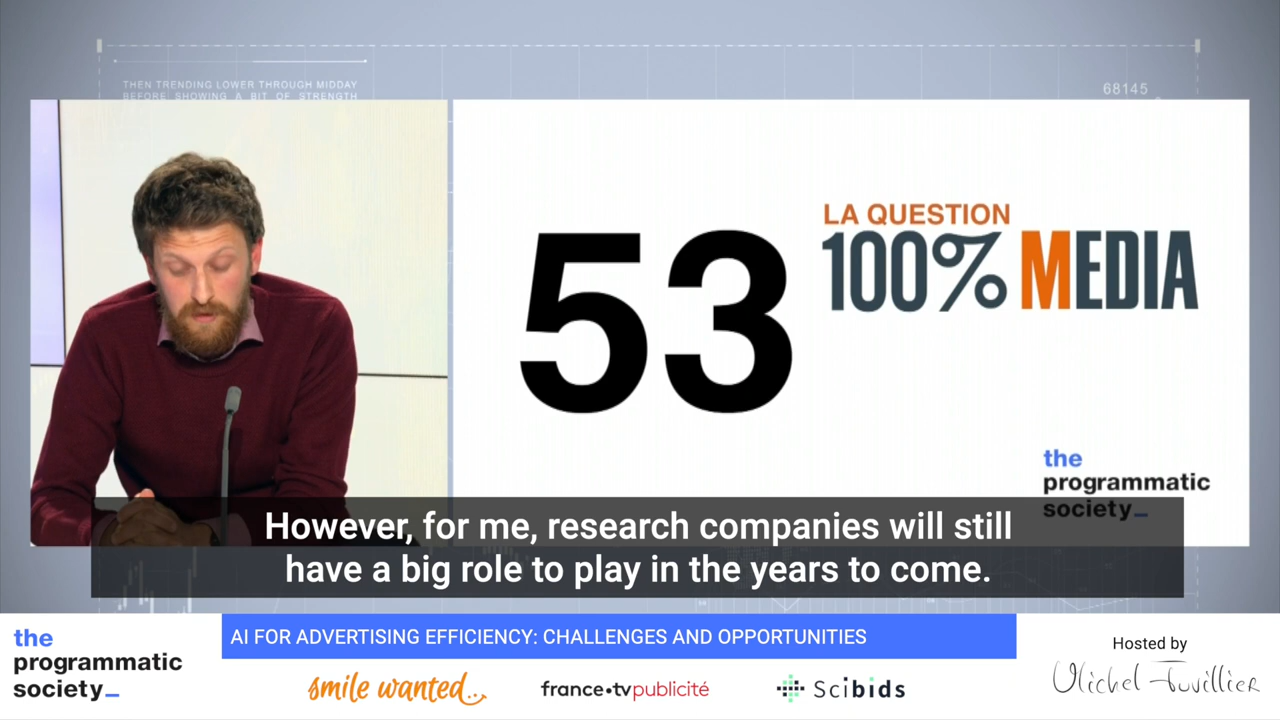 THEN TRENDING LOWER THROUGH MIDDAY
BEFORE SHOWING A BIT OF STRENGTH
68145
53
LA QUESTION
100% MEDIA
the
programmatic
society_
However, for me, research companies will still
have a big role to play in the years to come.
the
programmatic
society_
AI FOR ADVERTISING EFFICIENCY: CHALLENGES AND OPPORTUNITIES
smile wanted...
france•tvpublicité
Scibids
Hosted by